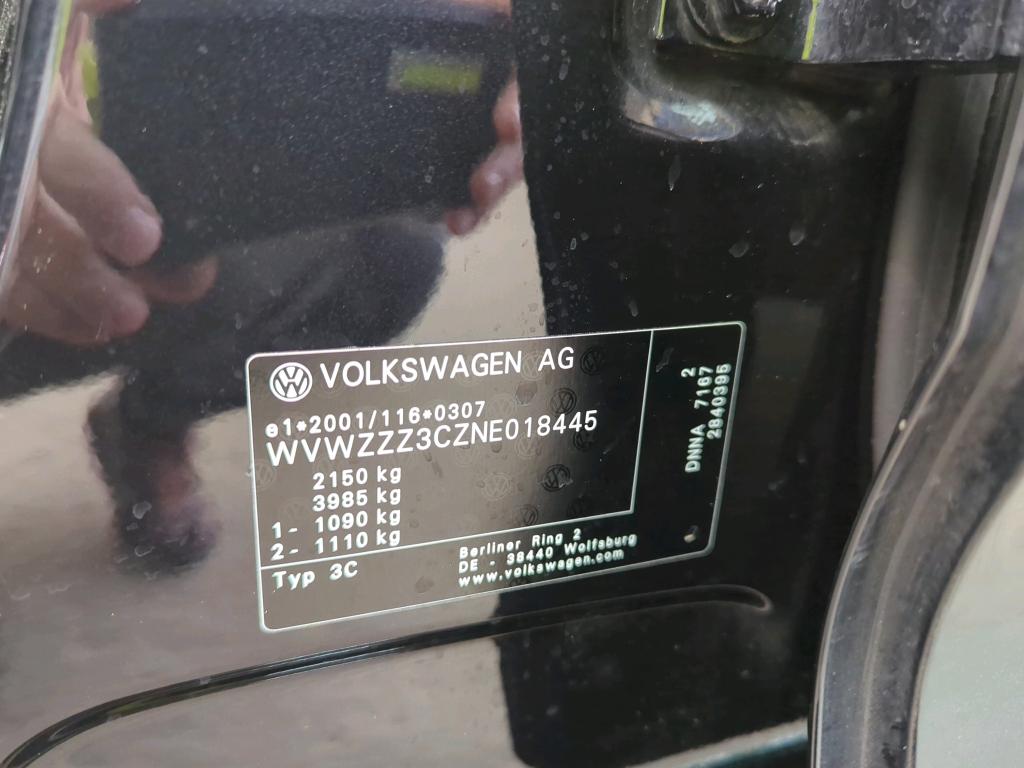 VOLKSWAGEN AG
e1*2001/116*0307
WVWZZZ3CZNE018445
2150 kg
3985 kg
1- 1090 kg
2- 1110 kg
Typ 3C
Berliner Ring 2
DE - 38440 Wolfsburg
www.volkswagen.com
2
DNNA 7167
2840395